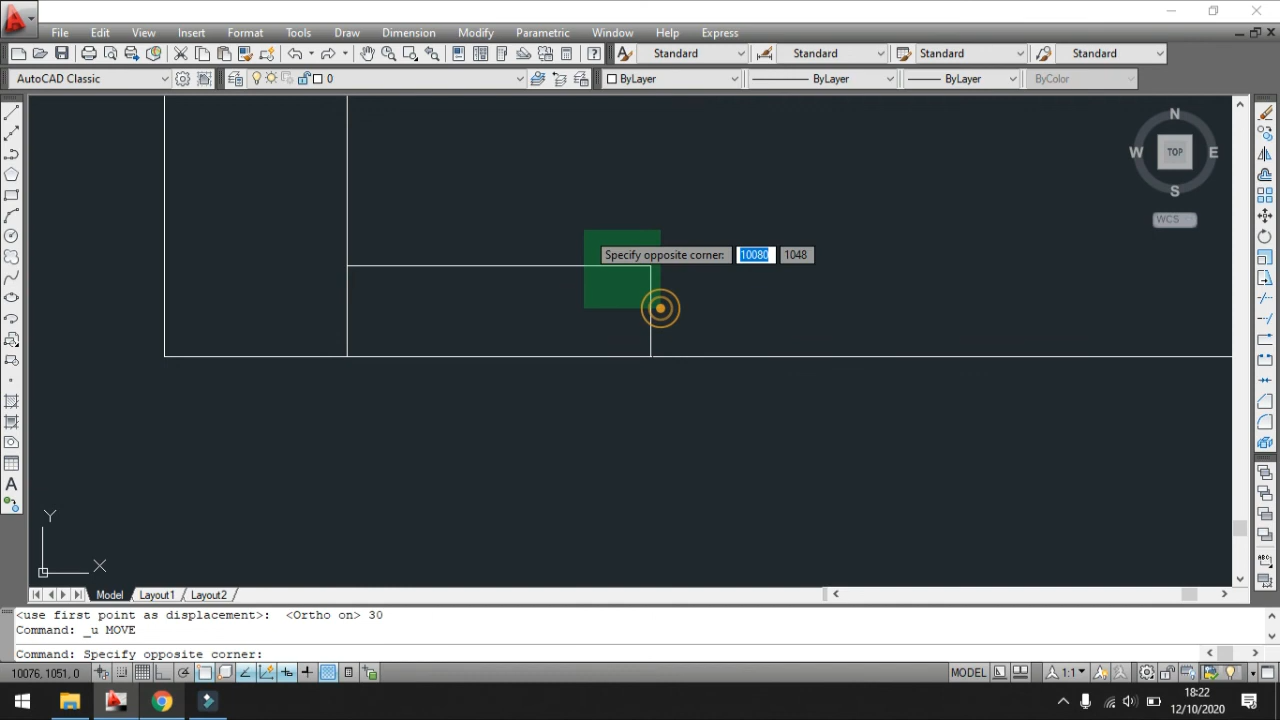 File Edit View Insert Format Tools Draw Dimension Modify Parametric Window Help Express
Standard Standard Standard Standard
AutoCAD Classic 0 ByLayer ByLayer ByLayer ByColor
N
W TOP E
S
WCS
Specify opposite corner: 10080 1048
A
ABC
Y
X
Model Layout1 Layout2
<use first point as displacement>: <Ortho on> 30
Command: _u MOVE
Command: Specify opposite corner:
10076, 1051, 0 MODEL 1:1
18:22
12/10/2020